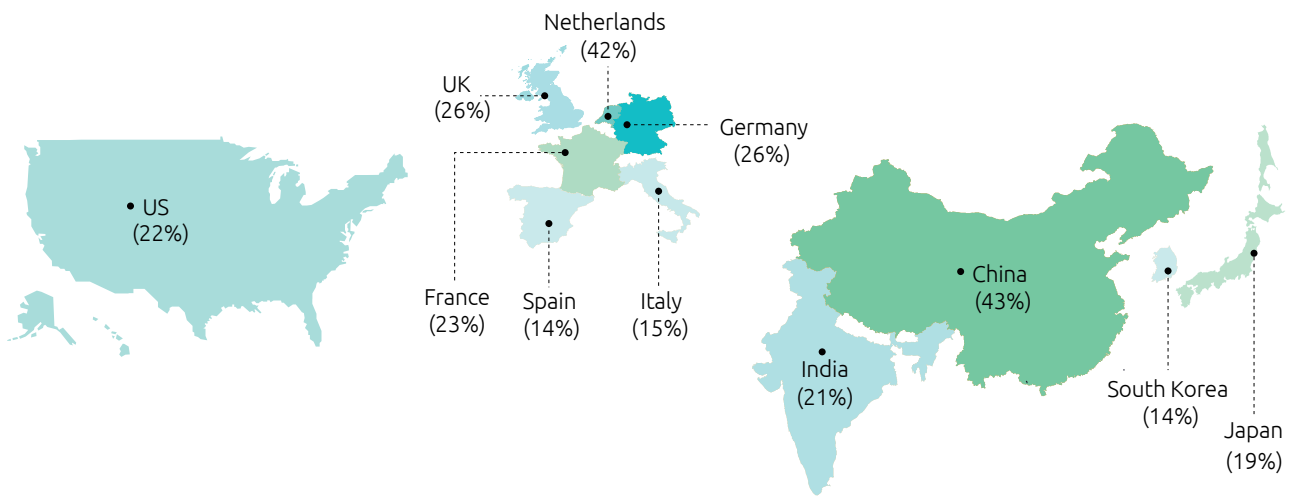 Netherlands
(42%)
UK
(26%)
Germany
(26%)
US
(22%)
France
(23%)
Spain
(14%)
Italy
(15%)
China
(43%)
India
(21%)
South Korea
(14%)
Japan
(19%)